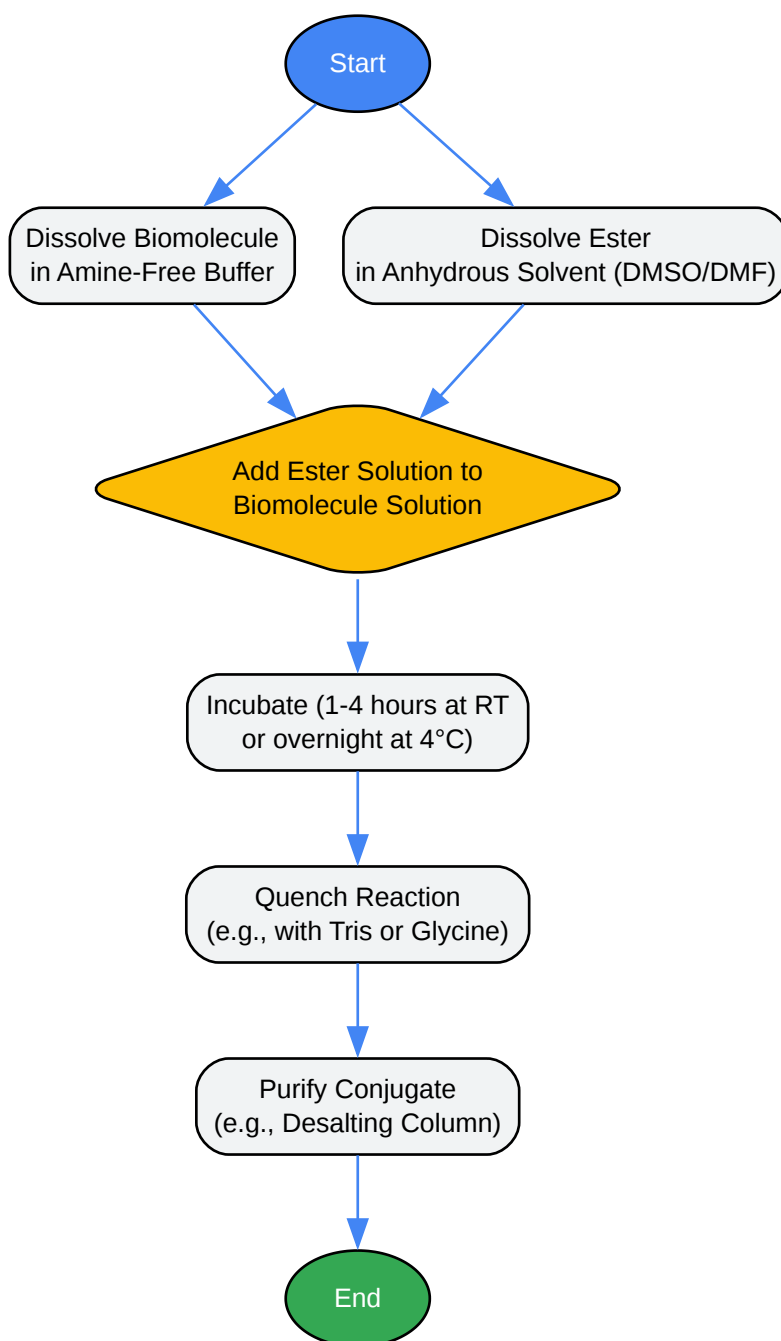 Start
Dissolve Biomolecule
in Amine-Free Buffer
Dissolve Ester
in Anhydrous Solvent (DMSO/DMF)
Add Ester Solution to
Biomolecule Solution
Incubate (1-4 hours at RT
or overnight at 4°C)
Quench Reaction
(e.g., with Tris or Glycine)
Purify Conjugate
(e.g., Desalting Column)
End